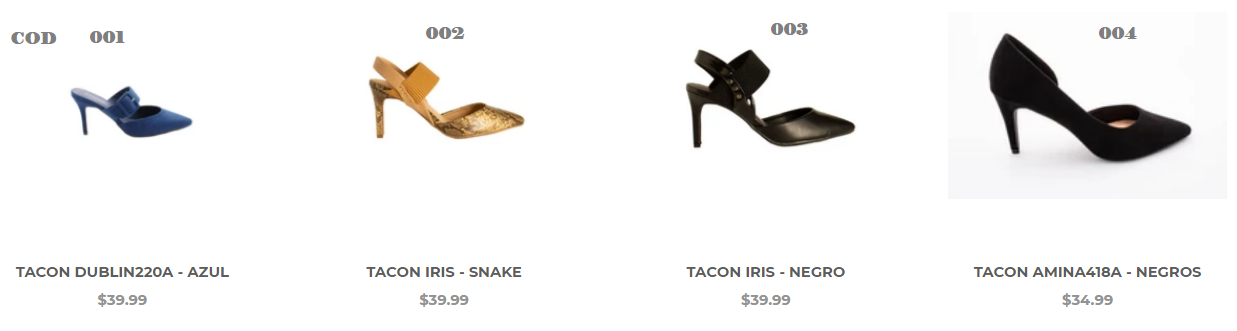 COD 001 002 003 004
TACON DUBLIN220A - AZUL TACON IRIS - SNAKE TACON IRIS - NEGRO TACON AMINA418A - NEGROS
$39.99 $39.99 $39.99 $34.99